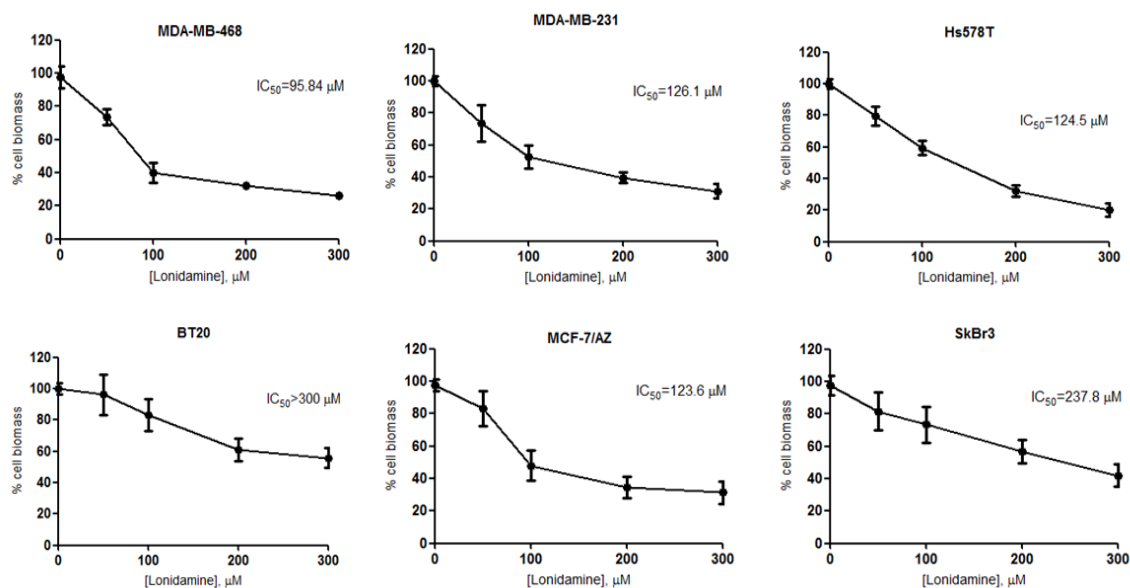 MDA-MB-468
120
100
80
60
40
20
0
% cell biomass
IC50=95.84 μM
0 100 200 300
[Lonidamine], μM
MDA-MB-231
120
100
80
60
40
20
0
% cell biomass
IC50=126.1 μM
0 100 200 300
[Lonidamine], μM
Hs578T
120
100
80
60
40
20
0
% cell biomass
IC50=124.5 μM
0 100 200 300
[Lonidamine], μM
BT20
120
100
80
60
40
20
0
% cell biomass
IC50>300 μM
0 100 200 300
[Lonidamine], μM
MCF-7/AZ
120
100
80
60
40
20
0
% cell biomass
IC50=123.6 μM
0 100 200 300
[Lonidamine], μM
SkBr3
120
100
80
60
40
20
0
% cell biomass
IC50=237.8 μM
0 100 200 300
[Lonidamine], μM